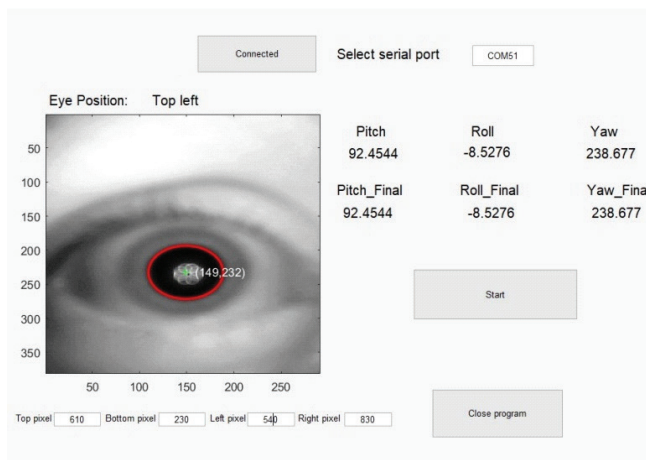 Connected Select serial port COM51
Eye Position: Top left
Pitch Roll Yaw
92.4544 -8.5276 238.677
Pitch_Final Roll_Final Yaw_Fina
92.4544 -8.5276 238.677
50
100
150
200
250
300
350
(149,232)
Start
50 100 150 200 250
Top pixel 610 Bottom pixel 230 Left pixel 540 Right pixel 830
Close program